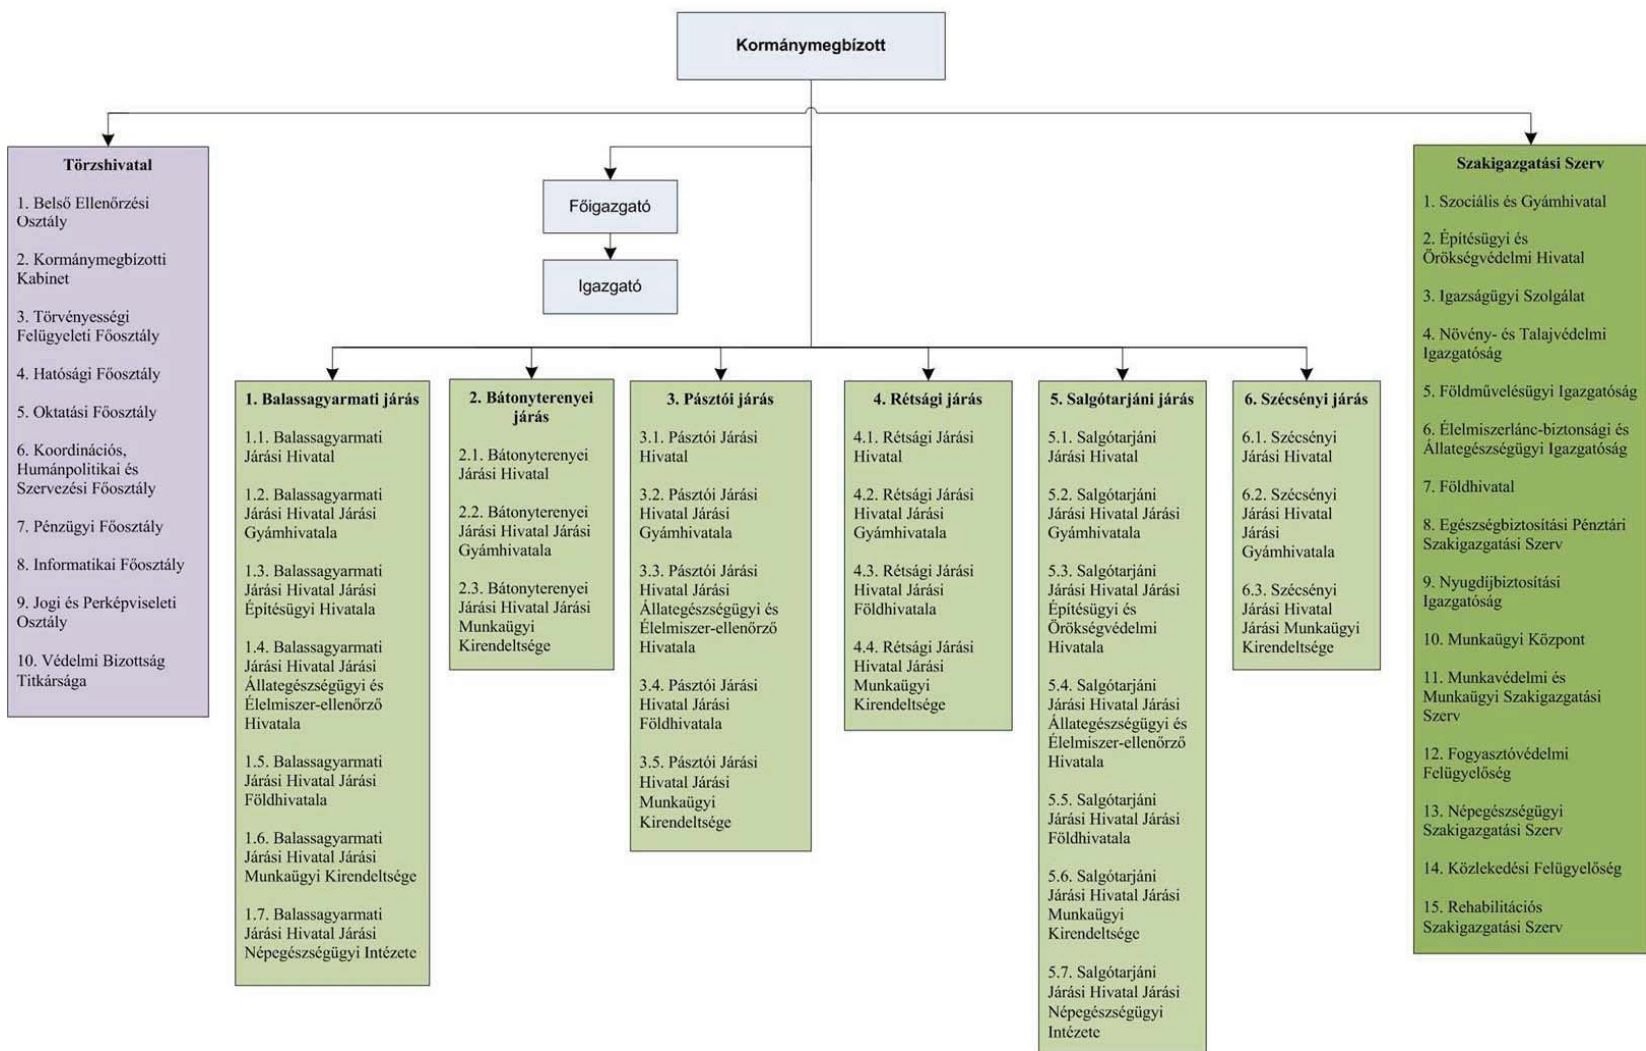 Kormánymegbízott
Törzshivatal
1. Belső Ellenőrzési
Osztály
2. Kormánymegbízotti
Kabinet
3. Törvényességi
Felügyeleti Főosztály
4. Hatósági Főosztály
5. Oktatási Főosztály
6. Koordinációs,
Humánpolitikai és
Szervezési Főosztály
7. Pénzügyi Főosztály
8. Informatikai Főosztály
9. Jogi és Perképviseleti
Osztály
10. Védelmi Bizottság
Titkársága
Főigazgató
Igazgató
1. Balassagyarmati járás
1.1. Balassagyarmati
Járási Hivatal
1.2. Balassagyarmati
Járási Hivatal Járási
Gyámhivatala
1.3. Balassagyarmati
Járási Hivatal Járási
Építésügyi Hivatala
1.4. Balassagyarmati
Járási Hivatal Járási
Állategészségügyi és
Élelmiszer-ellenőrző
Hivatala
1.5. Balassagyarmati
Járási Hivatal Járási
Földhivatala
1.6. Balassagyarmati
Járási Hivatal Járási
Munkaügyi Kirendeltsége
1.7. Balassagyarmati
Járási Hivatal Járási
Népegészségügyi Intézete
2. Bátonyterenyei
járás
2.1. Bátonyterenyei
Járási Hivatal
2.2. Bátonyterenyei
Járási Hivatal Járási
Gyámhivatala
2.3. Bátonyterenyei
Járási Hivatal Járási
Munkaügyi
Kirendeltsége
3. Pásztói járás
3.1. Pásztói Járási
Hivatal
3.2. Pásztói Járási
Hivatal Járási
Gyámhivatala
3.3. Pásztói Járási
Hivatal Járási
Állategészségügyi és
Élelmiszer-ellenőrző
Hivatala
3.4. Pásztói Járási
Hivatal Járási
Földhivatala
3.5. Pásztói Járási
Hivatal Járási
Munkaügyi
Kirendeltsége
4. Rétsági járás
4.1. Rétsági Járási
Hivatal
4.2. Rétsági Járási
Hivatal Járási
Gyámhivatala
4.3. Rétsági Járási
Hivatal Járási
Földhivatala
4.4. Rétsági Járási
Hivatal Járási
Munkaügyi
Kirendeltsége
5. Salgótarjáni járás
5.1. Salgótarjáni
Járási Hivatal
5.2. Salgótarjáni
Járási Hivatal Járási
Gyámhivatala
5.3. Salgótarjáni
Járási Hivatal Járási
Építésügyi és
Örökségvédelmi
Hivatala
5.4. Salgótarjáni
Járási Hivatal Járási
Állategészségügyi és
Élelmiszer-ellenőrző
Hivatala
5.5. Salgótarjáni
Járási Hivatal Járási
Földhivatala
5.6. Salgótarjáni
Járási Hivatal Járási
Munkaügyi
Kirendeltsége
5.7. Salgótarjáni
Járási Hivatal Járási
Népegészségügyi
Intézete
6. Szécsényi járás
6.1. Szécsényi
Járási Hivatal
6.2. Szécsényi
Járási Hivatal
Járási
Gyámhivatala
6.3. Szécsényi
Járási Hivatal
Járási Munkaügyi
Kirendeltsége
Szakigazgatási Szerv
1. Szociális és Gyámhivatal
2. Építésügyi és
Örökségvédelmi Hivatal
3. Igazságügyi Szolgálat
4. Növény- és Talajvédelmi
Igazgatóság
5. Földművelésügyi Igazgatóság
6. Élelmiszerlánc-biztonsági és
Állategészségügyi Igazgatóság
7. Földhivatal
8. Egészségbiztosítási Pénztári
Szakigazgatási Szerv
9. Nyugdíjbiztosítási
Igazgatóság
10. Munkaügyi Központ
11. Munkavédelmi és
Munkaügyi Szakigazgatási
Szerv
12. Fogyasztóvédelmi
Felügyelőség
13. Népegészségügyi
Szakigazgatási Szerv
14. Közlekedési Felügyelőség
15. Rehabilitációs
Szakigazgatási Szerv